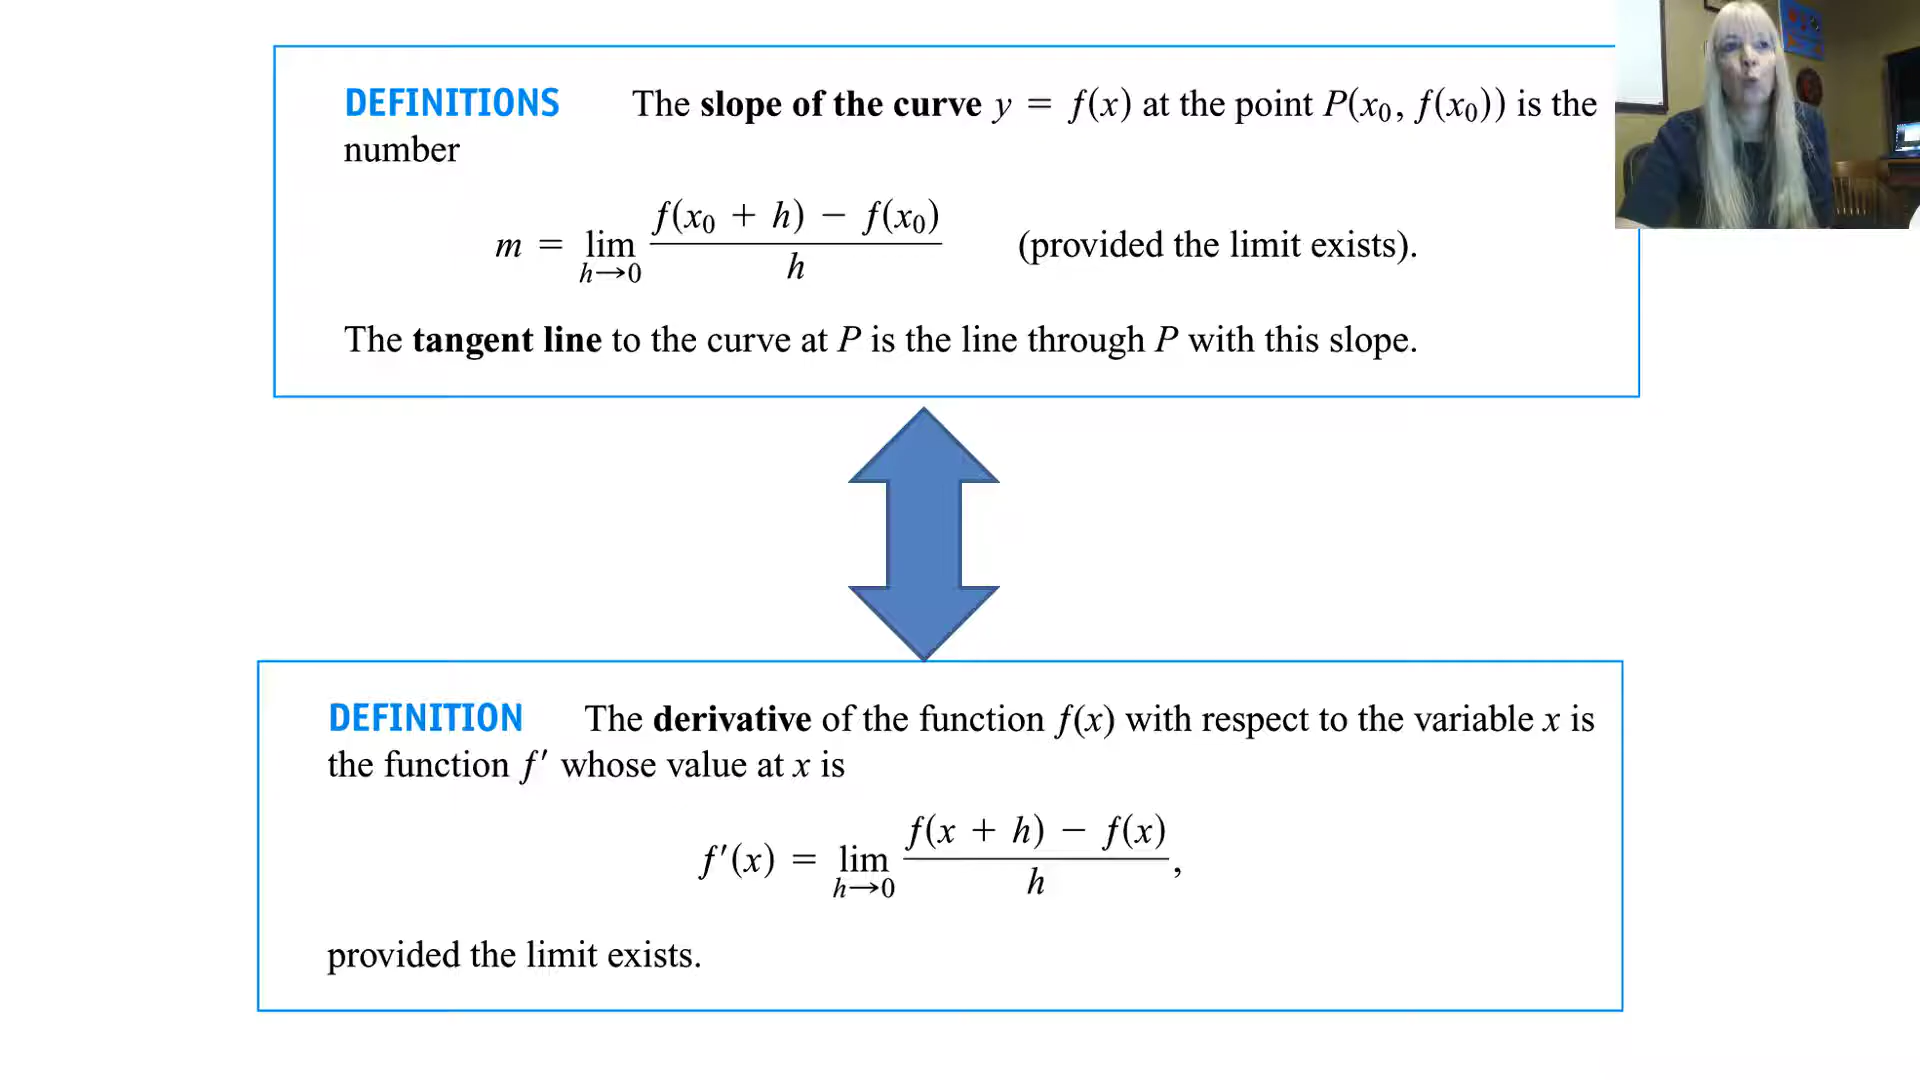 DEFINITIONS The slope of the curve y = f(x) at the point P(x₀, f(x₀)) is the
number
m = lim h→0 (f(x₀ + h) − f(x₀)) / h (provided the limit exists).
The tangent line to the curve at P is the line through P with this slope.
DEFINITION The derivative of the function f(x) with respect to the variable x is
the function f′ whose value at x is
f′(x) = lim h→0 (f(x + h) − f(x)) / h,
provided the limit exists.